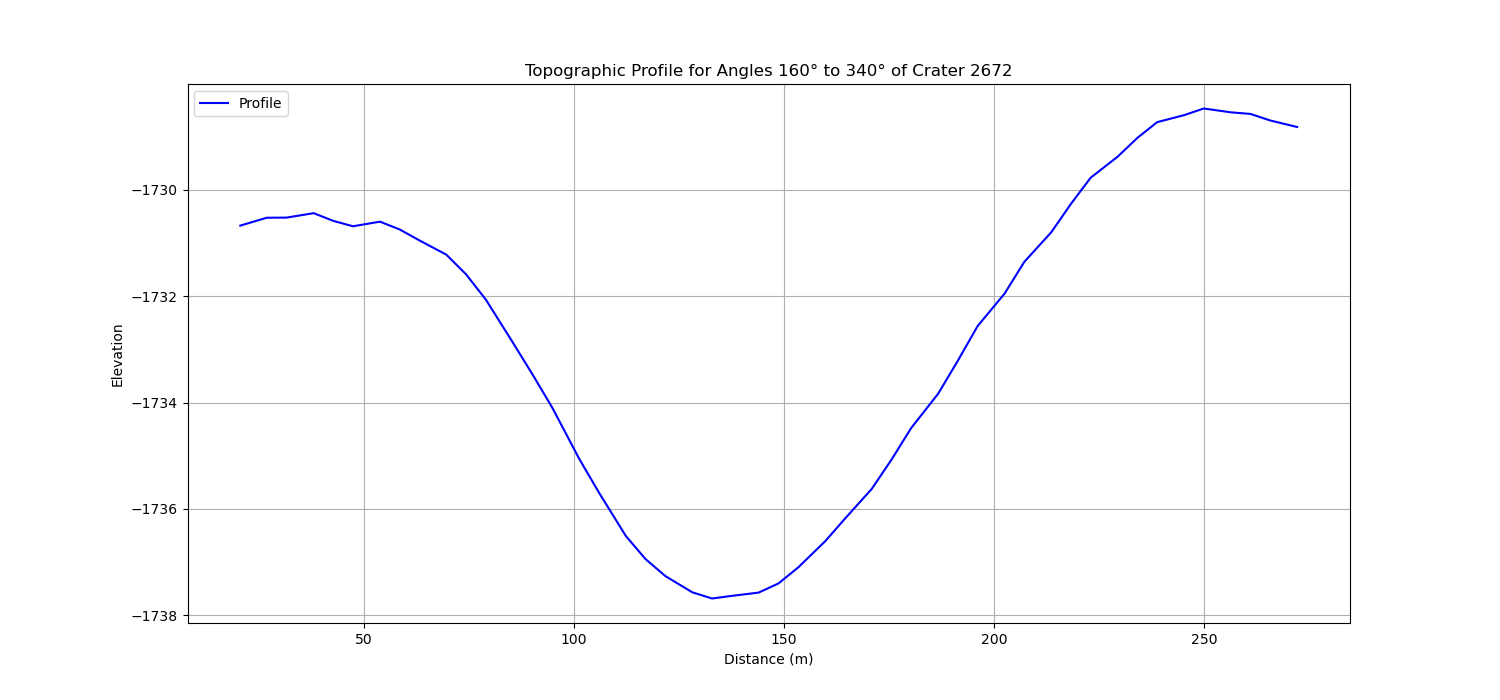 Topographic Profile for Angles 160° to 340° of Crater 2672
Profile
−1730
−1732
−1734
−1736
−1738
Elevation
50
100
150
200
250
Distance (m)